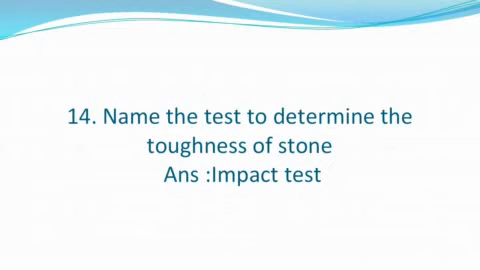 14. Name the test to determine the
toughness of stone
Ans :Impact test